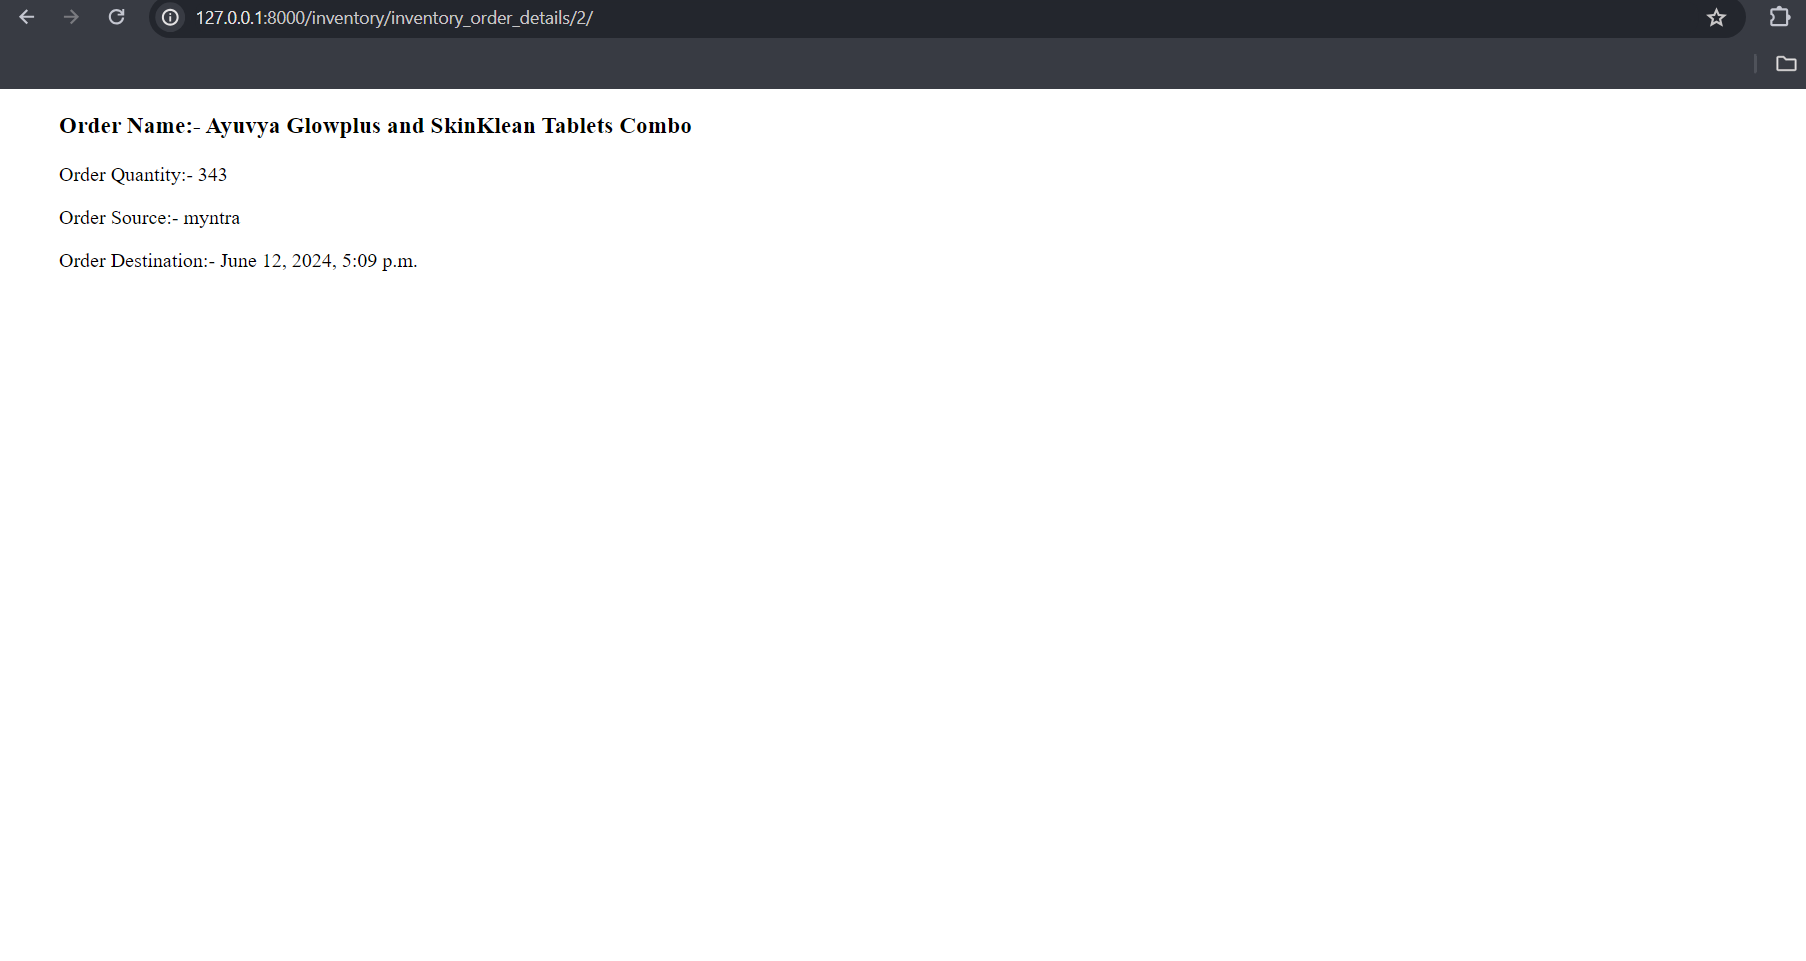 127.0.0.1:8000/inventory/inventory_order_details/2/
Order Name:- Ayuvya Glowplus and SkinKlean Tablets Combo
Order Quantity:- 343
Order Source:- myntra
Order Destination:- June 12, 2024, 5:09 p.m.